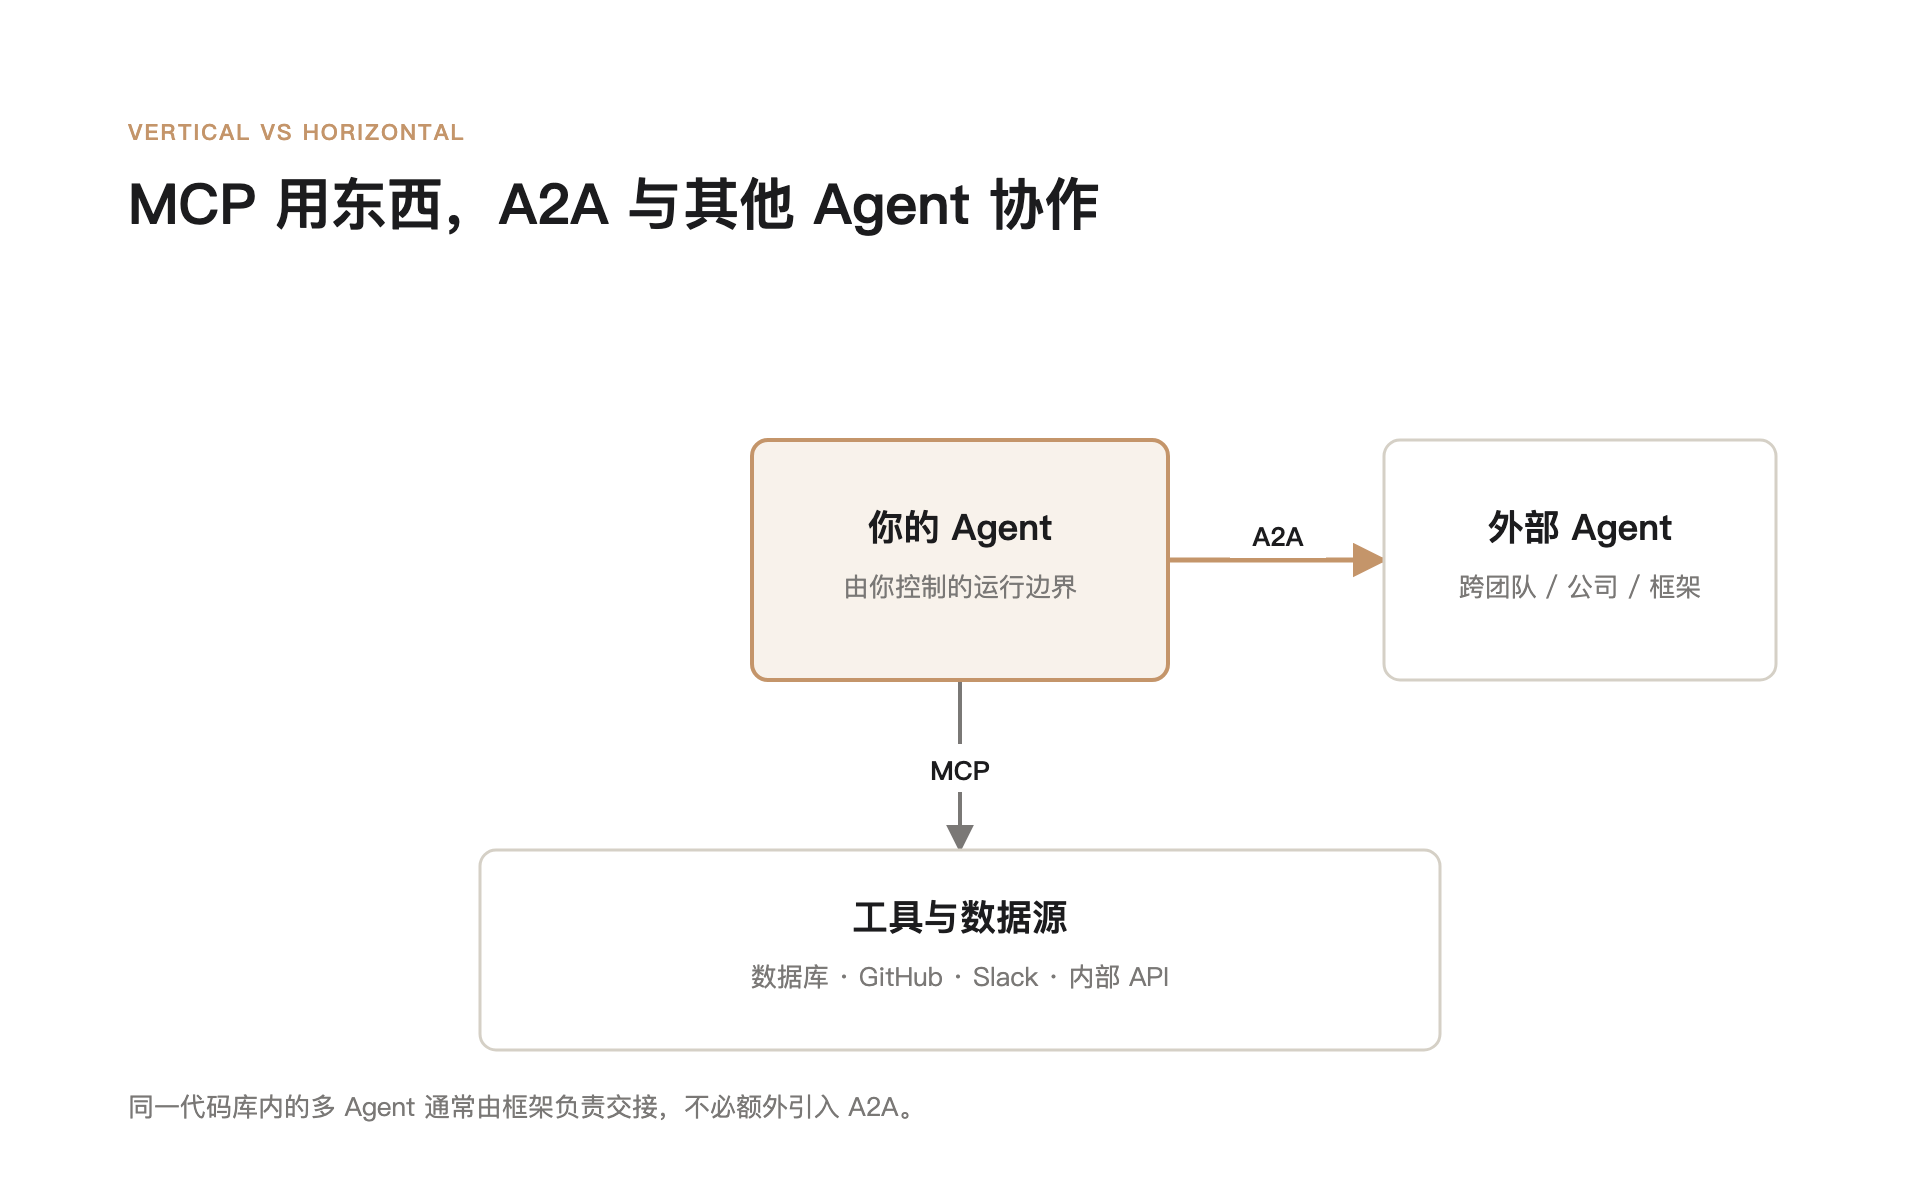 VERTICAL VS HORIZONTAL
MCP 用东西，A2A 与其他 Agent 协作
你的 Agent
由你控制的运行边界
A2A
外部 Agent
跨团队 / 公司 / 框架
MCP
工具与数据源
数据库 · GitHub · Slack · 内部 API
同一代码库内的多 Agent 通常由框架负责交接，不必额外引入 A2A。